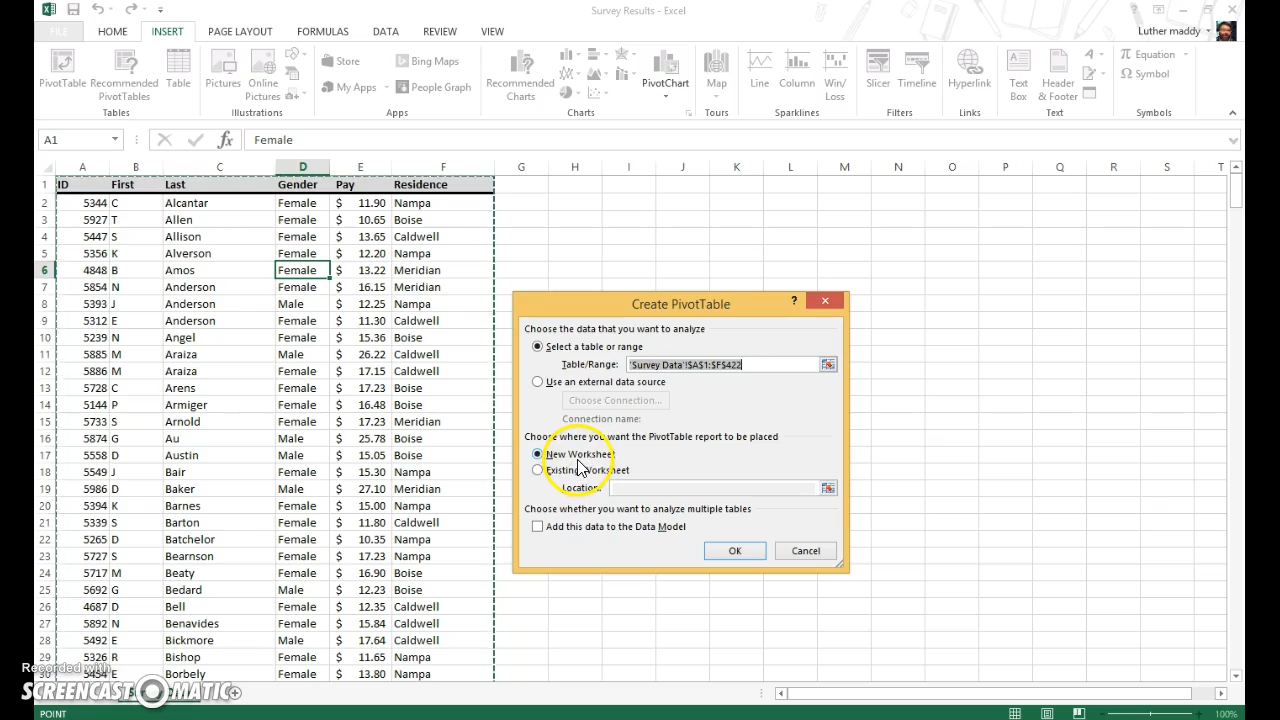 Survey Results - Excel
?
FILE HOME INSERT PAGE LAYOUT FORMULAS DATA REVIEW VIEW Luther maddy
PivotTable Recommended PivotTables Table Pictures Online Pictures Store My Apps Bing Maps People Graph Recommended Charts PivotChart Map Line Column Win/Loss Slicer Timeline Hyperlink Text Box Header & Footer Equation Symbol
Tables Illustrations Apps Charts Tours Sparklines Filters Links Text Symbols
A1 fx Female
A B C D E F G H I J K L M N O P Q R S T
1 ID First Last Gender Pay Residence
2 5344 C Alcantar Female $ 11.90 Nampa
3 5927 T Allen Female $ 10.65 Boise
4 5447 S Allison Female $ 13.65 Caldwell
5 5356 K Alverson Female $ 12.20 Nampa
6 4848 B Amos Female $ 13.22 Meridian
7 5854 N Anderson Female $ 16.15 Meridian
8 5393 J Anderson Male $ 12.25 Nampa
9 5312 E Anderson Female $ 11.30 Caldwell
10 5239 N Angel Female $ 15.36 Boise
11 5885 M Araiza Male $ 26.22 Caldwell
12 5886 M Araiza Female $ 17.15 Caldwell
13 5728 C Arens Female $ 17.23 Boise
14 5144 P Armiger Female $ 16.48 Boise
15 5733 S Arnold Female $ 17.23 Meridian
16 5874 G Au Male $ 25.78 Boise
17 5558 D Austin Male $ 15.05 Boise
18 5549 J Bair Female $ 15.30 Nampa
19 5986 D Baker Male $ 27.10 Meridian
20 5394 K Barnes Female $ 15.00 Nampa
21 5339 S Barton Female $ 11.80 Caldwell
22 5265 D Batchelor Female $ 10.35 Nampa
23 5727 S Bearnson Female $ 17.23 Nampa
24 5717 M Beaty Female $ 16.90 Boise
25 5692 G Bedard Male $ 12.23 Boise
26 4687 D Bell Female $ 12.35 Caldwell
27 5892 N Benavides Female $ 15.84 Caldwell
28 5492 E Bickmore Male $ 17.64 Caldwell
29 5326 R Bishop Female $ 11.65 Nampa
30 5454 E Borbely Female $ 13.80 Nampa
Create PivotTable ?
Choose the data that you want to analyze
Select a table or range
Table/Range: 'Survey Data'!$A$1:$F$422
Use an external data source
Choose Connection...
Connection name:
Choose where you want the PivotTable report to be placed
New Worksheet
Existing Worksheet
Location:
Choose whether you want to analyze multiple tables
Add this data to the Data Model
OK Cancel
Recorded with
SCREENCAST-O-MATIC
POINT 100%